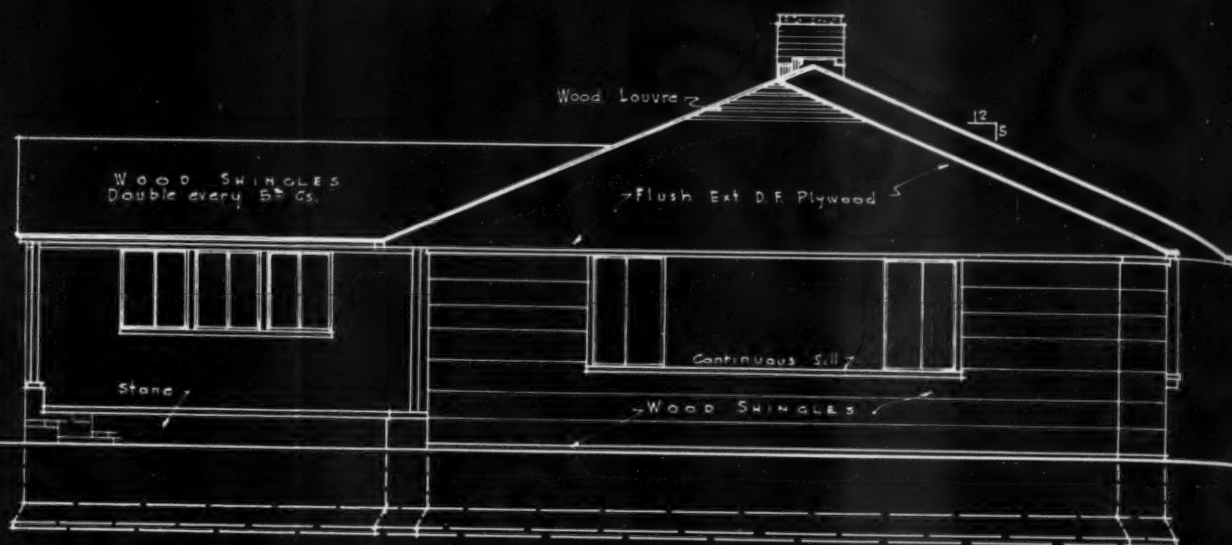 Wood Louvre
12
5
WOOD SHINGLES
Double every 5th Cs.
Flush Ext D.F. Plywood
Continuous Sill
Stone
WOOD SHINGLES